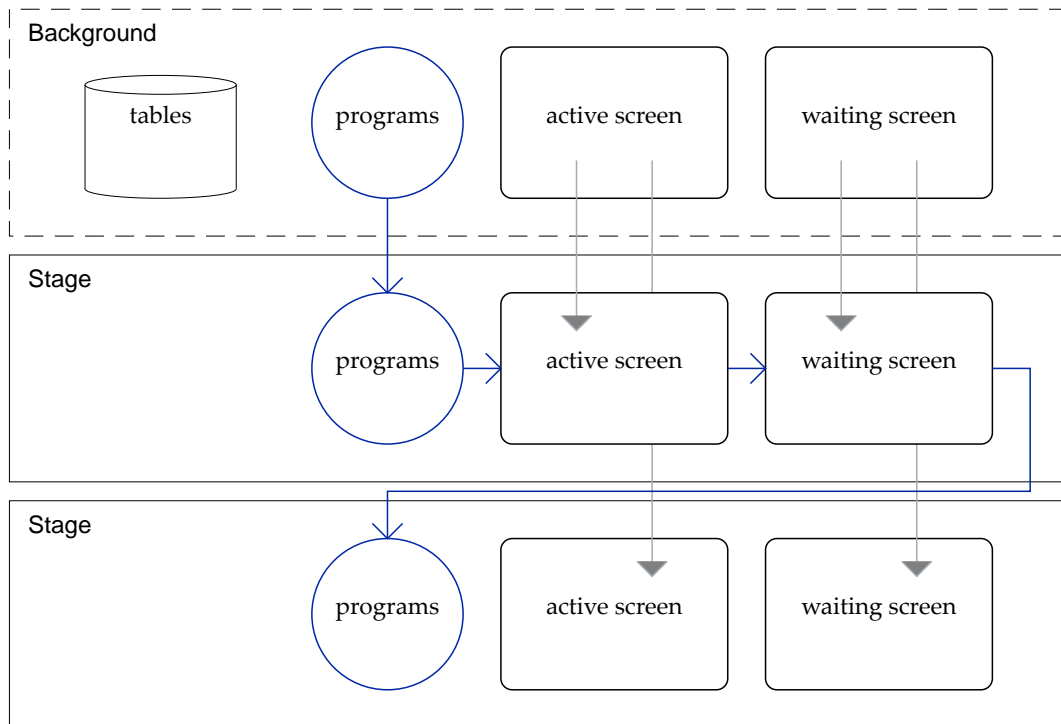 Background
tables
programs
active screen
waiting screen
Stage
programs
active screen
waiting screen
Stage
programs
active screen
waiting screen